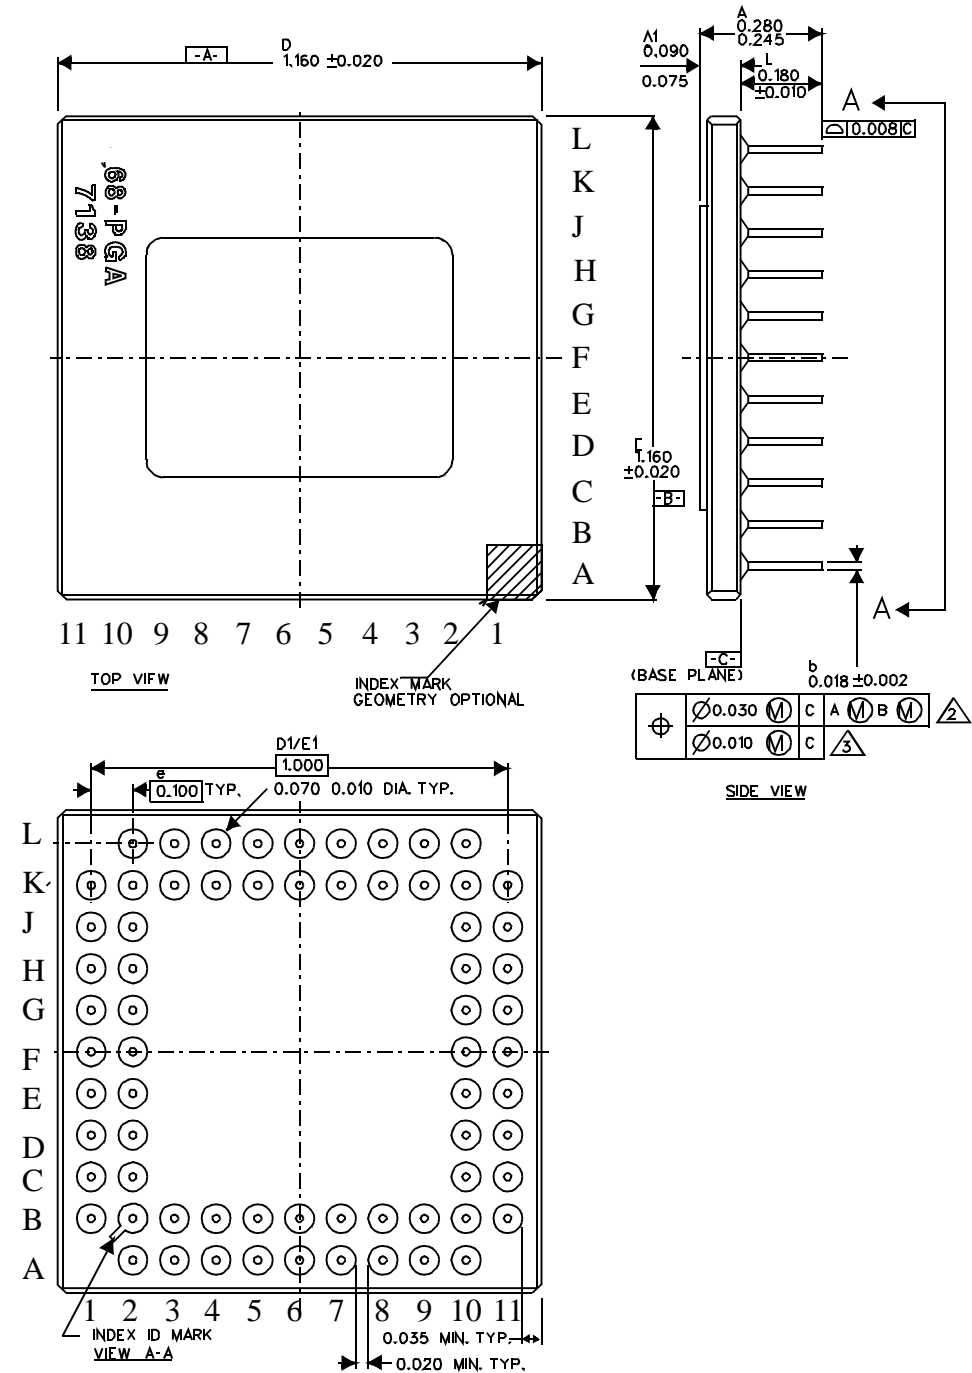 D
-A-
1.160 ±0.020
68-PGA
7138
L
K
J
H
G
F
E
D
C
B
A
11 10 9 8 7 6 5 4 3 2 1
TOP VIEW
INDEX MARK
GEOMETRY OPTIONAL
1.160
±0.020
-B-
A
0.280
0.245
A1
0.090
0.075
L
0.180
±0.010
A
0.008 C
A
-C-
(BASE PLANE)
b
0.018 ±0.002
Ø0.030 Ⓜ C A Ⓜ B Ⓜ 2
Ø0.010 Ⓜ C 3
SIDE VIEW
D1/E1
1.000
e
0.100 TYP.
0.070 0.010 DIA. TYP.
L
K
J
H
G
F
E
D
C
B
A
1 2 3 4 5 6 7 8 9 10 11
INDEX ID MARK
VIEW A-A
0.035 MIN. TYP.
0.020 MIN. TYP.